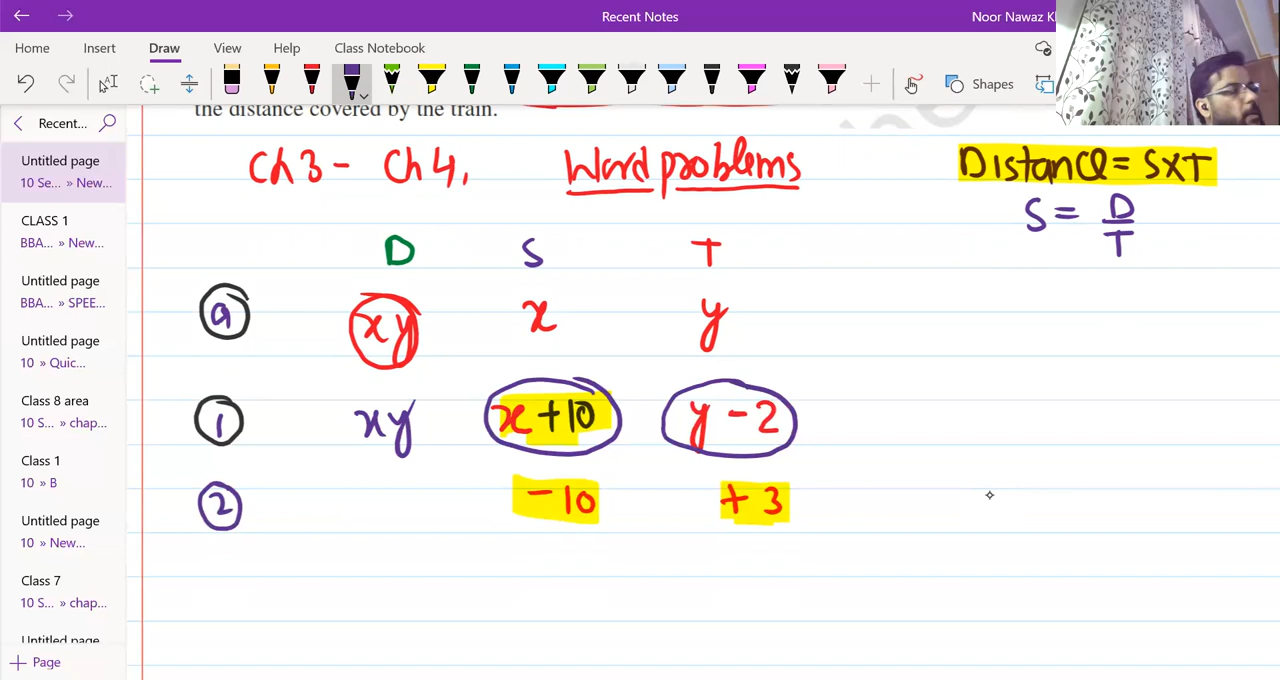 Recent Notes
Noor Nawaz
Home Insert Draw View Help Class Notebook
Shapes
Recent...
Untitled page
10 Se... » New...
CLASS 1
BBA... » New...
Untitled page
BBA... » SPEE...
Untitled page
10 » Quic...
Class 8 area
10 S... » chap...
Class 1
10 » B
Untitled page
10 » New...
Class 7
10 S... » chap...
Untitled page
Page
the distance covered by the train.
Ch 3 - Ch 4, Word problems
Distance = S x T
S = D/T
D S T
a xy x y
1 xy x + 10 y - 2
2 - 10 + 3